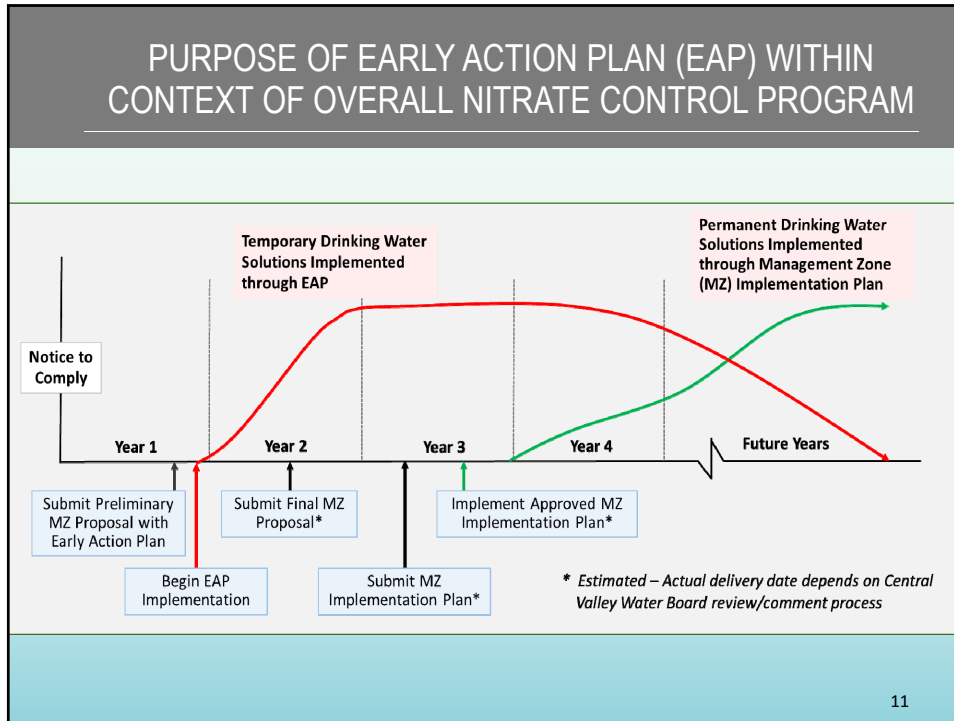 PURPOSE OF EARLY ACTION PLAN (EAP) WITHIN
CONTEXT OF OVERALL NITRATE CONTROL PROGRAM
Temporary Drinking Water
Solutions Implemented
through EAP
Permanent Drinking Water
Solutions Implemented
through Management Zone
(MZ) Implementation Plan
Notice to
Comply
Year 1
Year 2
Year 3
Year 4
Future Years
Submit Preliminary
MZ Proposal with
Early Action Plan
Submit Final MZ
Proposal*
Implement Approved MZ
Implementation Plan*
Begin EAP
Implementation
Submit MZ
Implementation Plan*
* Estimated – Actual delivery date depends on Central
Valley Water Board review/comment process
11